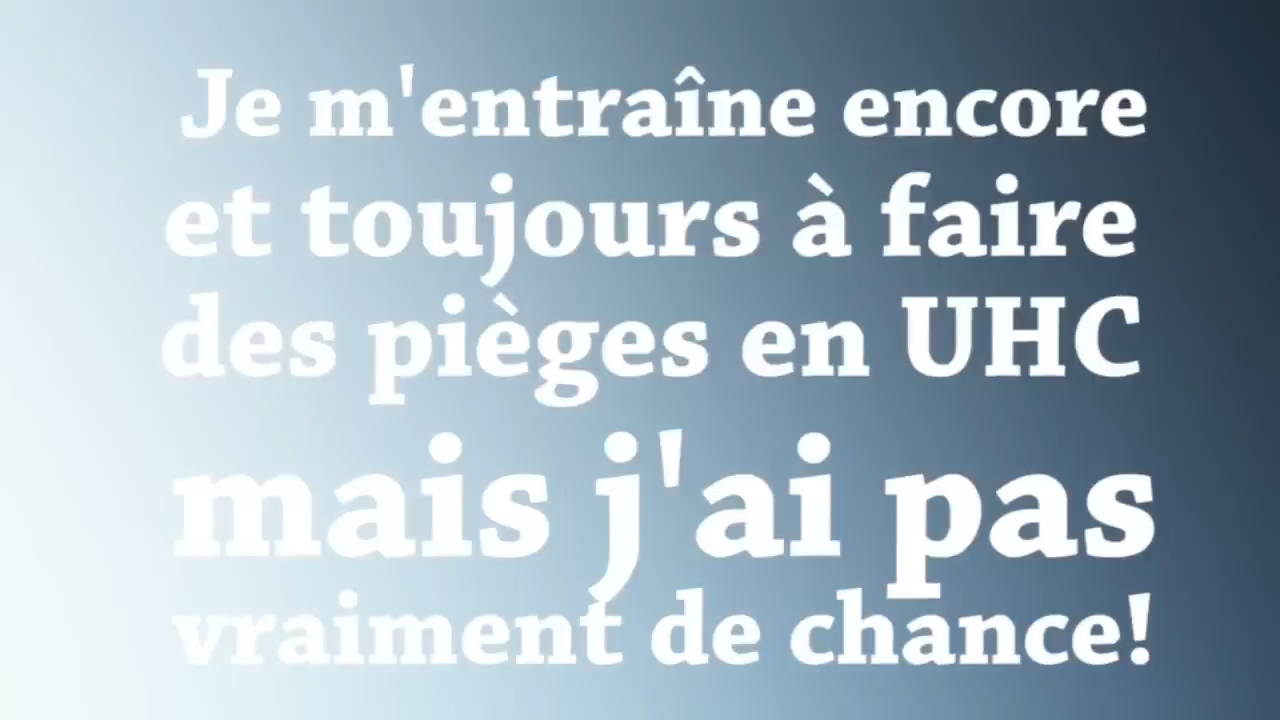 Je m'entraîne encore
et toujours à faire
des pièges en UHC
mais j'ai pas
vraiment de chance!